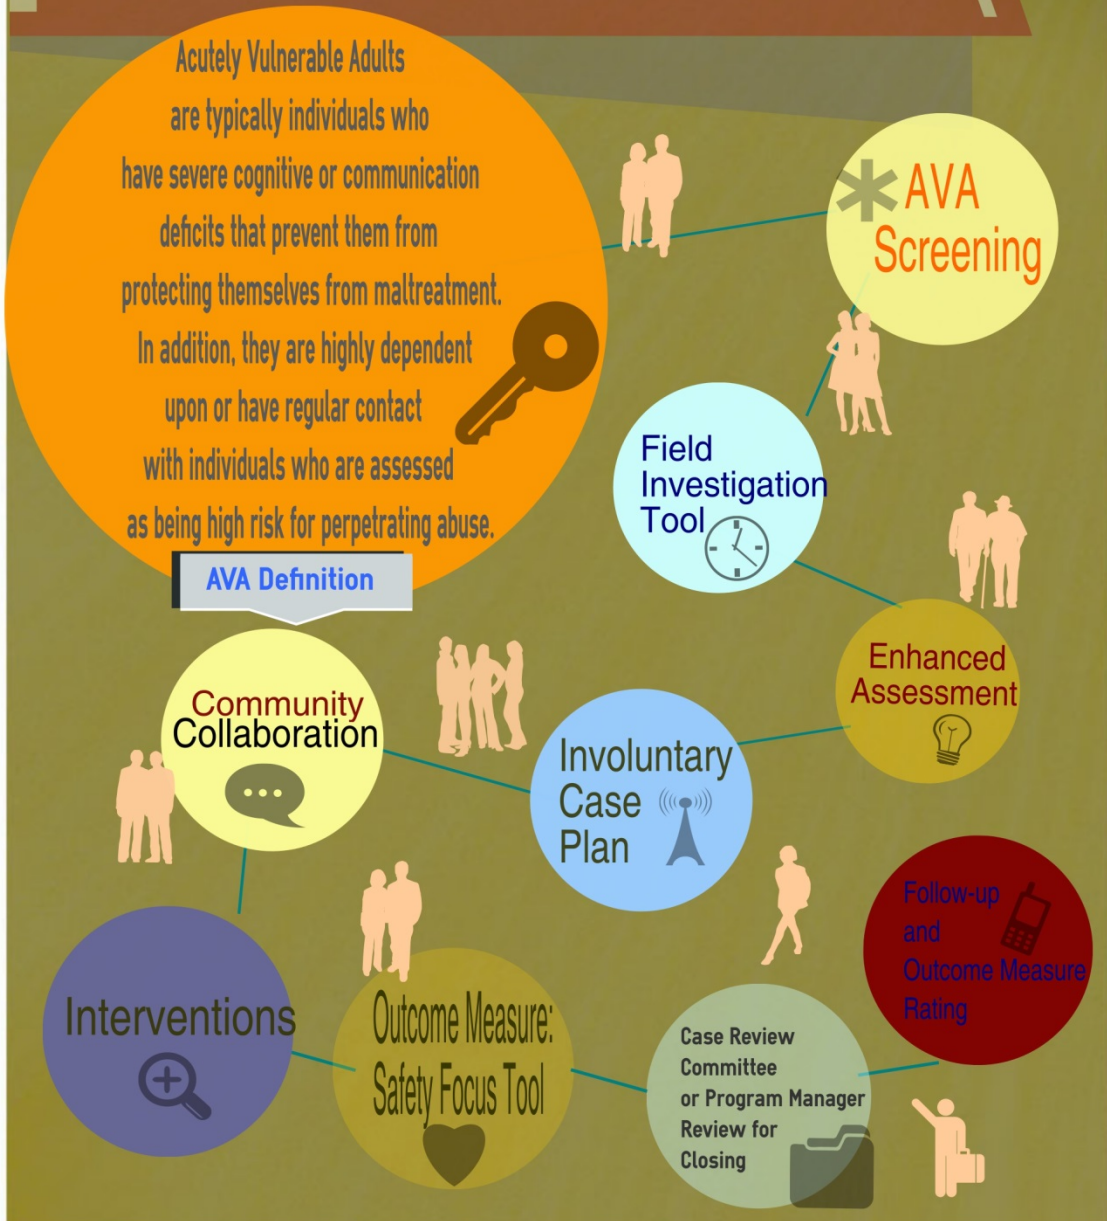 Acutely Vulnerable Adults
are typically individuals who
have severe cognitive or communication
deficits that prevent them from
protecting themselves from maltreatment.
In addition, they are highly dependent
upon or have regular contact
with individuals who are assessed
as being high risk for perpetrating abuse.
AVA Definition
AVA
Screening
Field
Investigation
Tool
Enhanced
Assessment
Involuntary
Case
Plan
Community
Collaboration
Interventions
Outcome Measure:
Safety Focus Tool
Case Review
Committee
or Program Manager
Review for
Closing
Follow-up
and
Outcome Measure
Rating